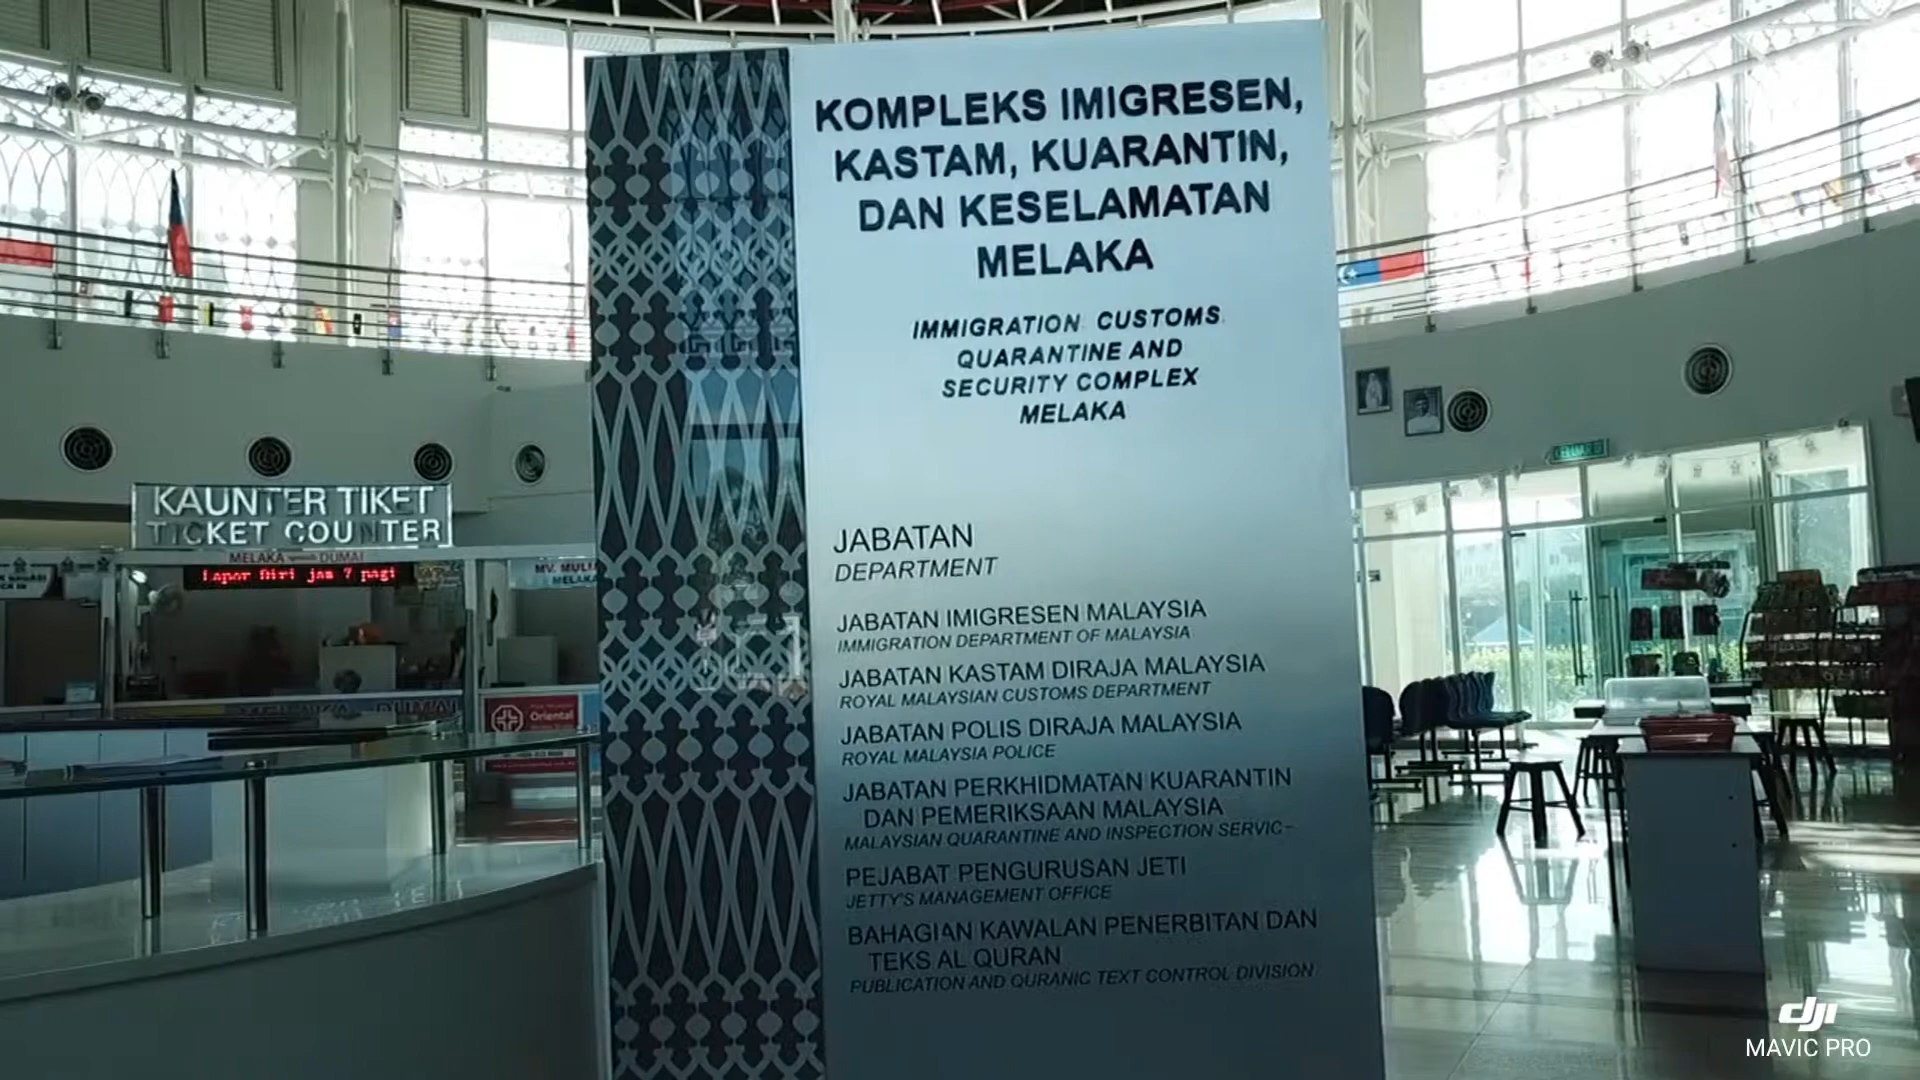 KOMPLEKS IMIGRESEN,
KASTAM, KUARANTIN,
DAN KESELAMATAN
MELAKA
IMMIGRATION CUSTOMS
QUARANTINE AND
SECURITY COMPLEX
MELAKA
JABATAN
DEPARTMENT
JABATAN IMIGRESEN MALAYSIA
IMMIGRATION DEPARTMENT OF MALAYSIA
JABATAN KASTAM DIRAJA MALAYSIA
ROYAL MALAYSIAN CUSTOMS DEPARTMENT
JABATAN POLIS DIRAJA MALAYSIA
ROYAL MALAYSIA POLICE
JABATAN PERKHIDMATAN KUARANTIN
DAN PEMERIKSAAN MALAYSIA
MALAYSIAN QUARANTINE AND INSPECTION SERVIC-
PEJABAT PENGURUSAN JETI
JETTY'S MANAGEMENT OFFICE
BAHAGIAN KAWALAN PENERBITAN DAN
TEKS AL QURAN
PUBLICATION AND QURANIC TEXT CONTROL DIVISION
KAUNTER TIKET
TICKET COUNTER
MELAKA DUMAI
Lapor Diri jam 7 pagi
MELAKA
MELAKA DUMAI
Oriental
KELUAR
dji
MAVIC PRO